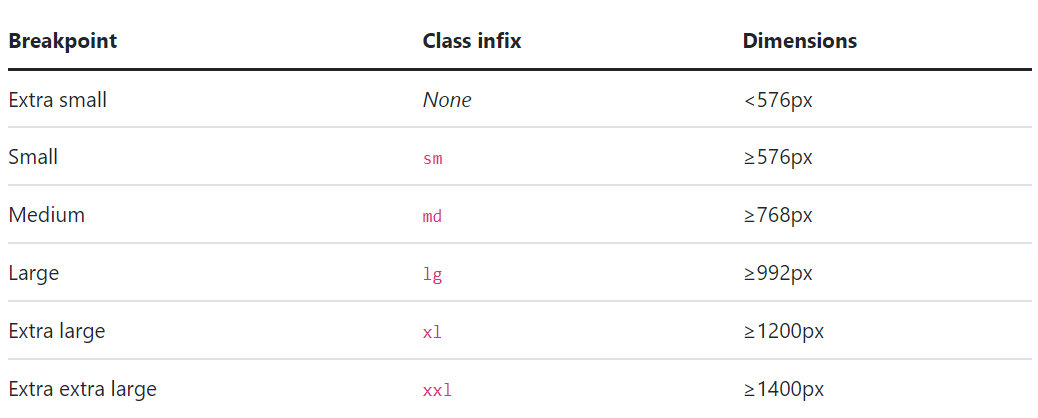 Breakpoint Class infix Dimensions
Extra small None <576px
Small sm ≥576px
Medium md ≥768px
Large lg ≥992px
Extra large xl ≥1200px
Extra extra large xxl ≥1400px